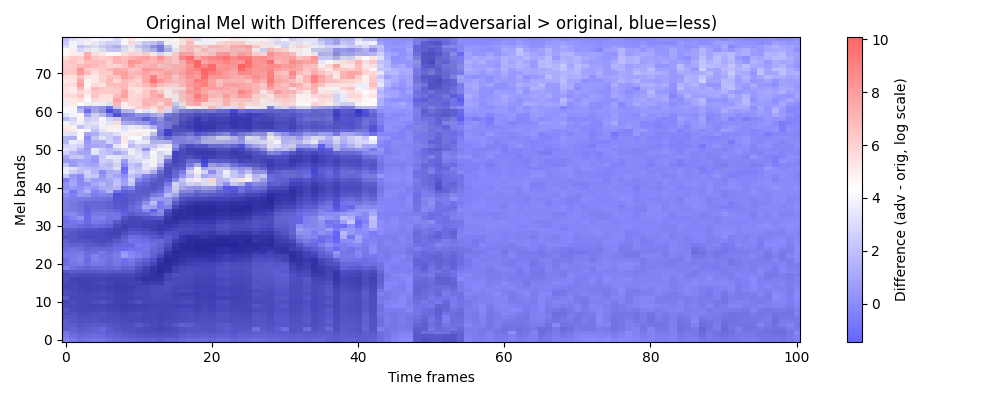 Original Mel with Differences (red=adversarial > original, blue=less)
Mel bands
70
60
50
40
30
20
10
0
0 20 40 60 80 100
Time frames
10
8
6
4
2
0
Difference (adv - orig, log scale)